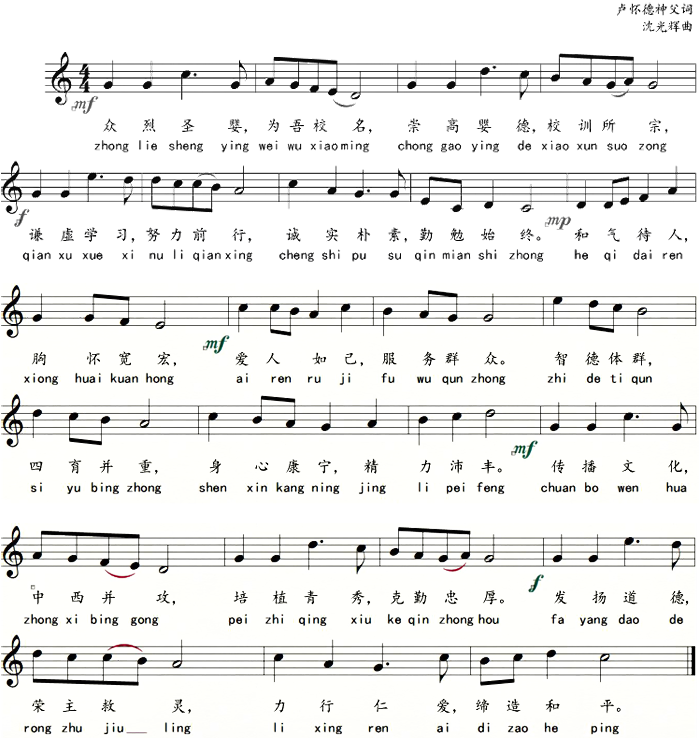 卢怀德神父词
沈光辉曲
mf
众烈圣婴,为吾校名,崇高婴德,校训所宗,
zhong lie sheng ying wei wu xiao ming chong gao ying de xiao xun suo zong
f mp
谦虚学习,努力前行,诚实朴素,勤勉始终。和气待人,
qian xu xue xi nu li qian xing cheng shi pu su qin mian shi zhong he qi dai ren
mf
胸怀宽宏,爱人如己,服务群众。智德体群,
xiong huai kuan hong ai ren ru ji fu wu qun zhong zhi de ti qun
mf
四育并重,身心康宁,精力沛丰。传播文化,
si yu bing zhong shen xin kang ning jing li pei feng chuan bo wen hua
f
中西并攻,培植青秀,克勤忠厚。发扬道德,
zhong xi bing gong pei zhi qing xiu ke qin zhong hou fa yang dao de
荣主救灵,力行仁爱,缔造和平。
rong zhu jiu__ ling li xing ren ai di zao he ping